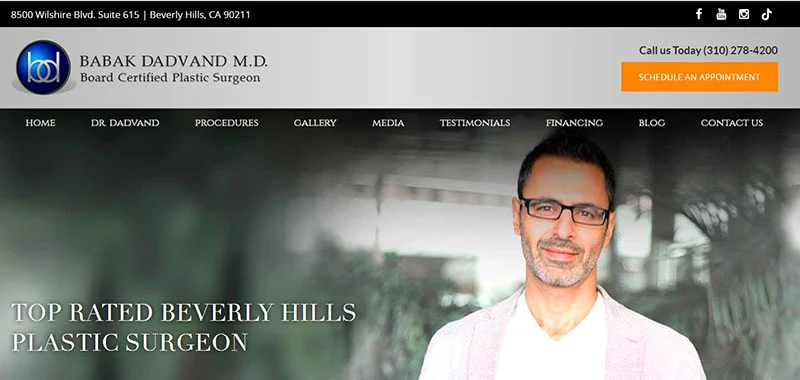 8500 Wilshire Blvd. Suite 615 | Beverly Hills, CA 90211
bd
BABAK DADVAND M.D.
Board Certified Plastic Surgeon
Call us Today (310) 278-4200
SCHEDULE AN APPOINTMENT
HOME DR. DADVAND PROCEDURES GALLERY MEDIA TESTIMONIALS FINANCING BLOG CONTACT US
TOP RATED BEVERLY HILLS
PLASTIC SURGEON